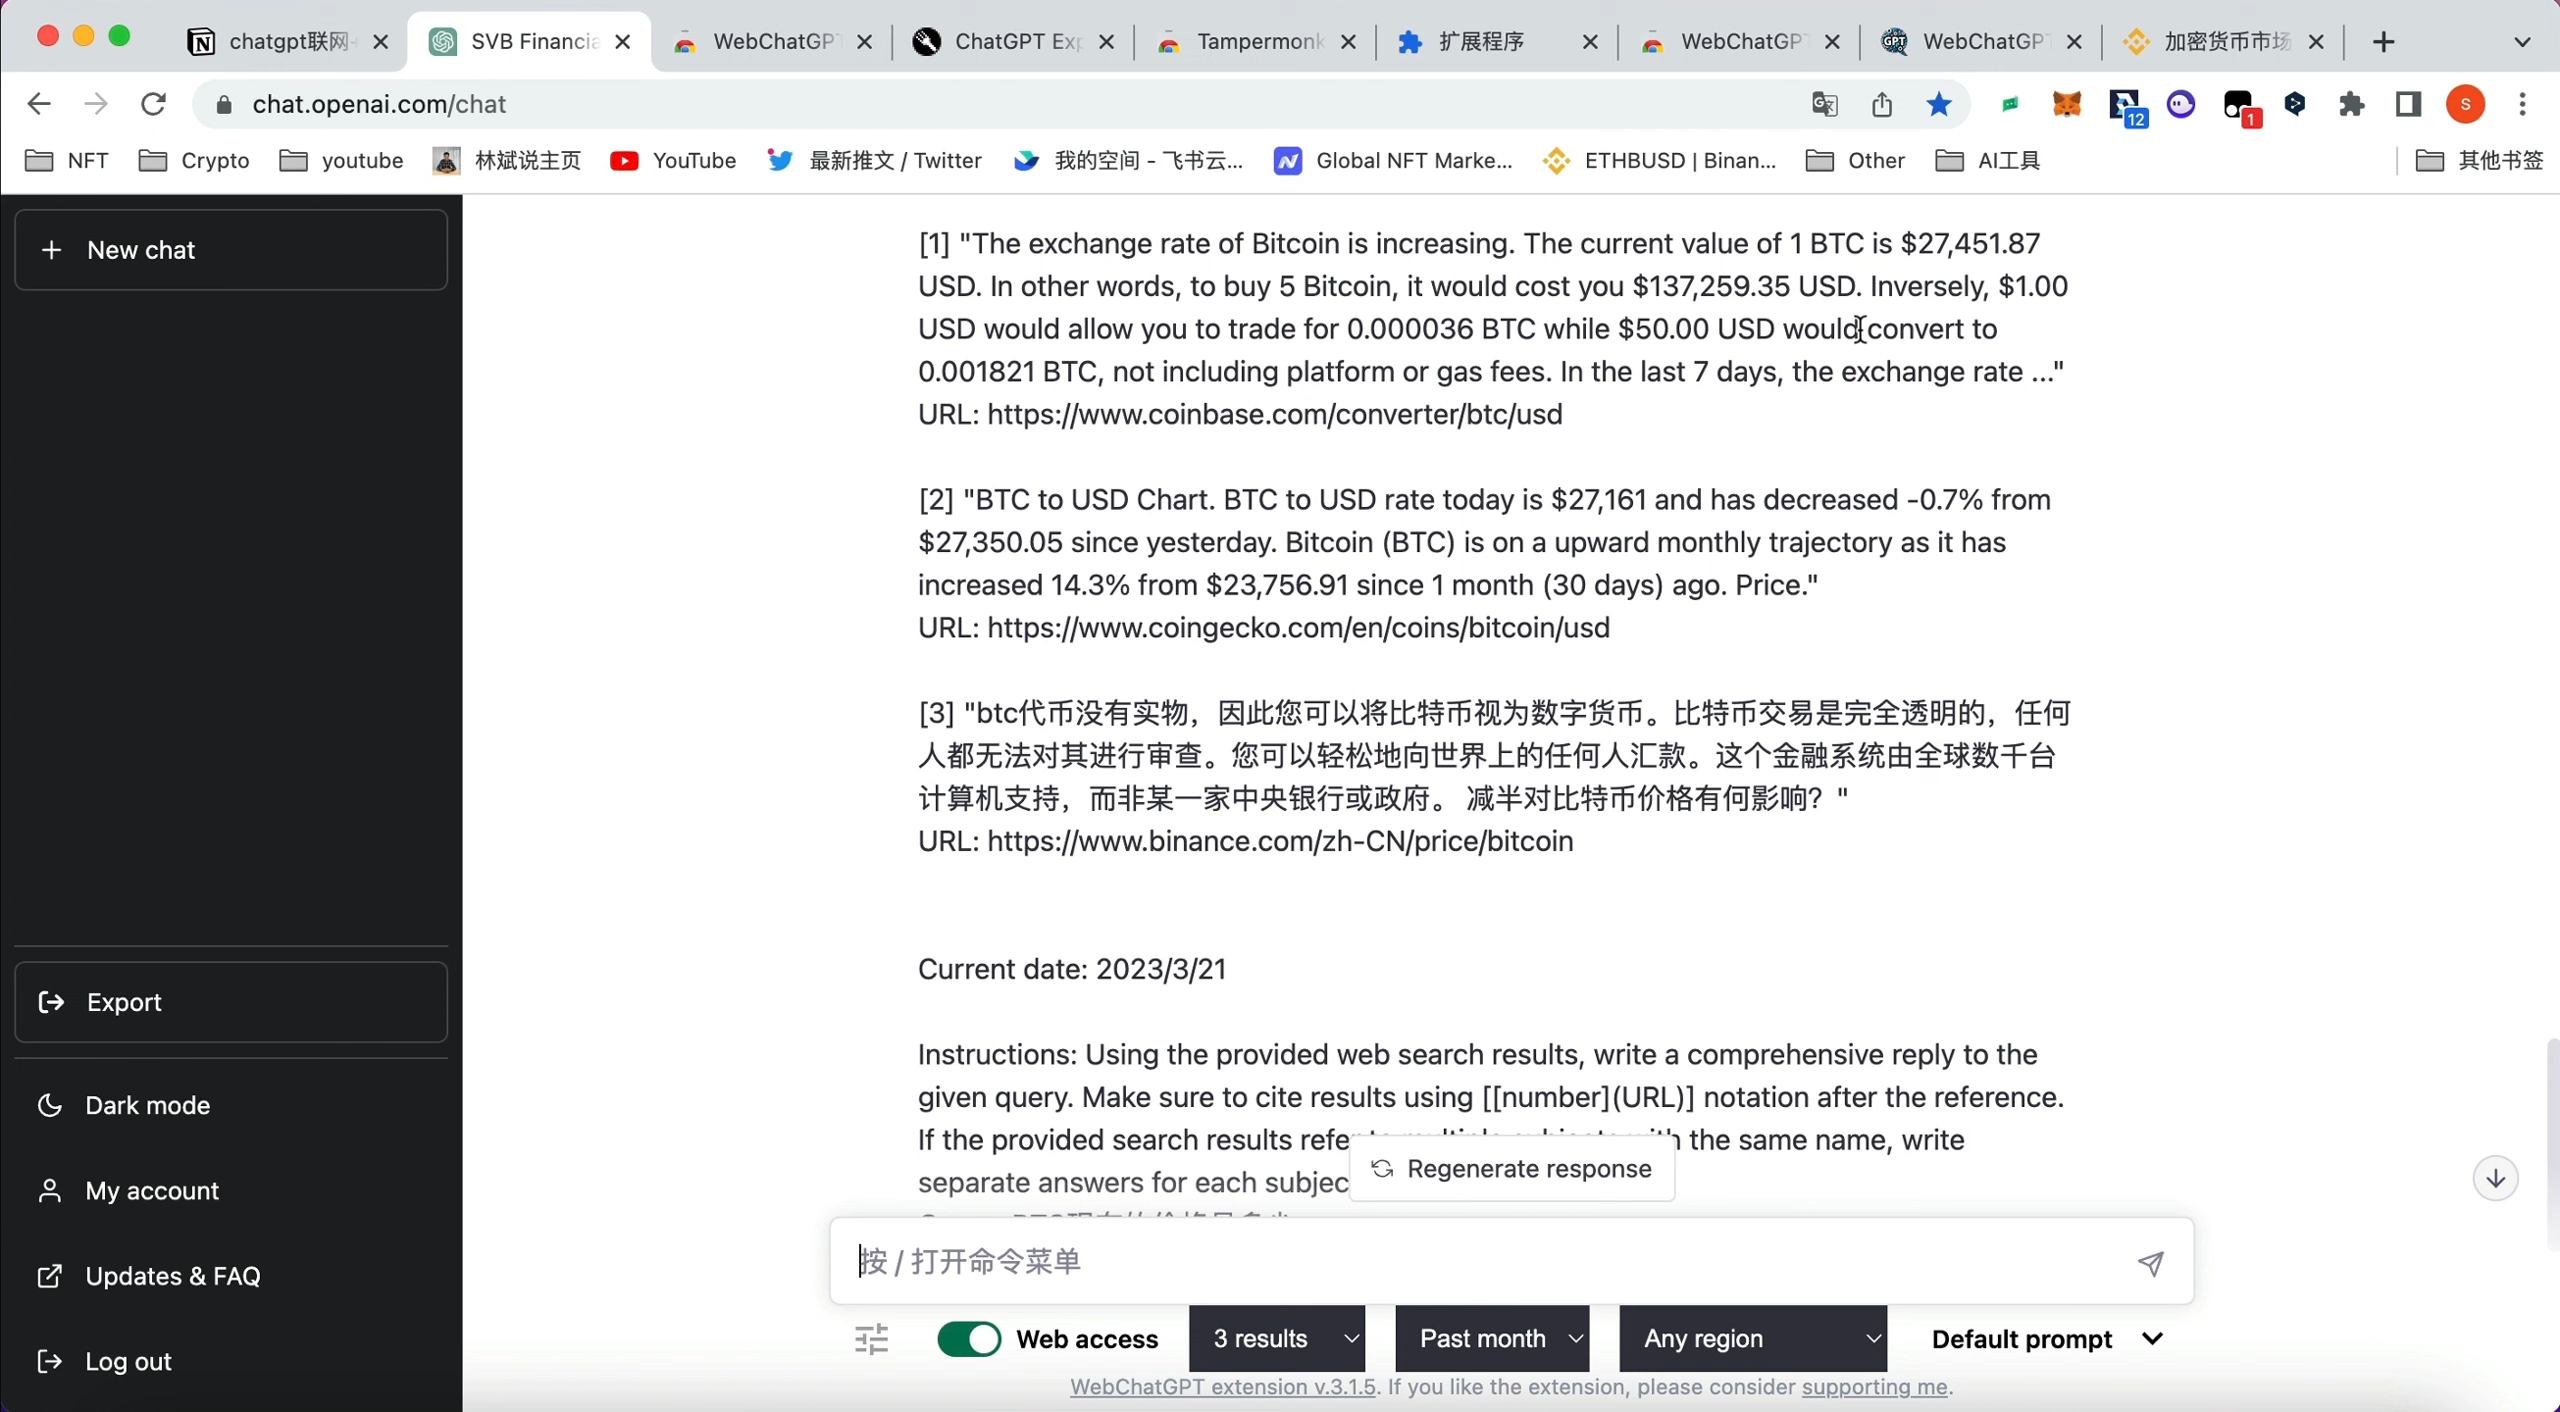 chatgpt联网
SVB Financia
WebChatGPT
ChatGPT Exp
Tampermonk
扩展程序
WebChatGPT
WebChatGPT
加密货币市场
chat.openai.com/chat
12
1
S
NFT
Crypto
youtube
林斌说主页
YouTube
最新推文 / Twitter
我的空间 - 飞书云...
Global NFT Marke...
ETHBUSD | Binan...
Other
AI工具
其他书签
New chat
[1] "The exchange rate of Bitcoin is increasing. The current value of 1 BTC is $27,451.87
USD. In other words, to buy 5 Bitcoin, it would cost you $137,259.35 USD. Inversely, $1.00
USD would allow you to trade for 0.000036 BTC while $50.00 USD would convert to
0.001821 BTC, not including platform or gas fees. In the last 7 days, the exchange rate ..."
URL: https://www.coinbase.com/converter/btc/usd
[2] "BTC to USD Chart. BTC to USD rate today is $27,161 and has decreased -0.7% from
$27,350.05 since yesterday. Bitcoin (BTC) is on a upward monthly trajectory as it has
increased 14.3% from $23,756.91 since 1 month (30 days) ago. Price."
URL: https://www.coingecko.com/en/coins/bitcoin/usd
[3] "btc代币没有实物，因此您可以将比特币视为数字货币。比特币交易是完全透明的，任何
人都无法对其进行审查。您可以轻松地向世界上的任何人汇款。这个金融系统由全球数千台
计算机支持，而非某一家中央银行或政府。 减半对比特币价格有何影响？"
URL: https://www.binance.com/zh-CN/price/bitcoin
Current date: 2023/3/21
Instructions: Using the provided web search results, write a comprehensive reply to the
given query. Make sure to cite results using [[number](URL)] notation after the reference.
If the provided search results refe the same name, write
separate answers for each subjec
Regenerate response
按 / 打开命令菜单
Web access
3 results
Past month
Any region
Default prompt
WebChatGPT extension v.3.1.5. If you like the extension, please consider supporting me.
Export
Dark mode
My account
Updates & FAQ
Log out